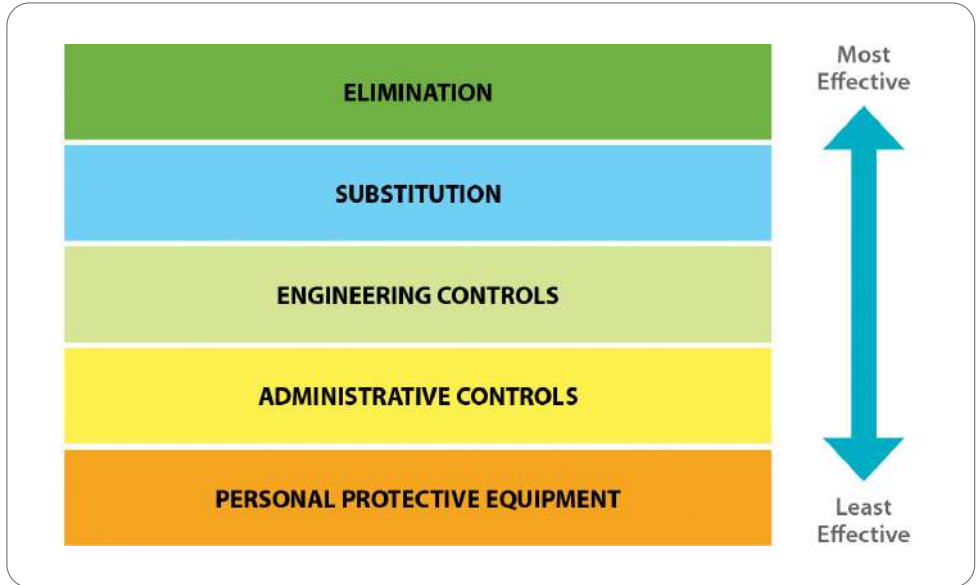 Most
Effective
ELIMINATION
SUBSTITUTION
ENGINEERING CONTROLS
ADMINISTRATIVE CONTROLS
PERSONAL PROTECTIVE EQUIPMENT
Least
Effective